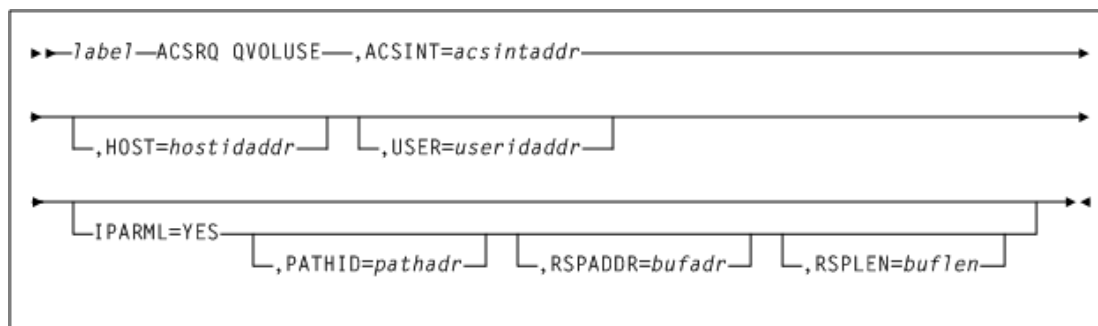 label ACSRQ QVOLUSE ,ACSINT=acsintaddr
,HOST=hostidaddr ,USER=useridaddr
IPARML=YES
,PATHID=pathadr ,RSPADDR=bufadr ,RSPLEN=buflen